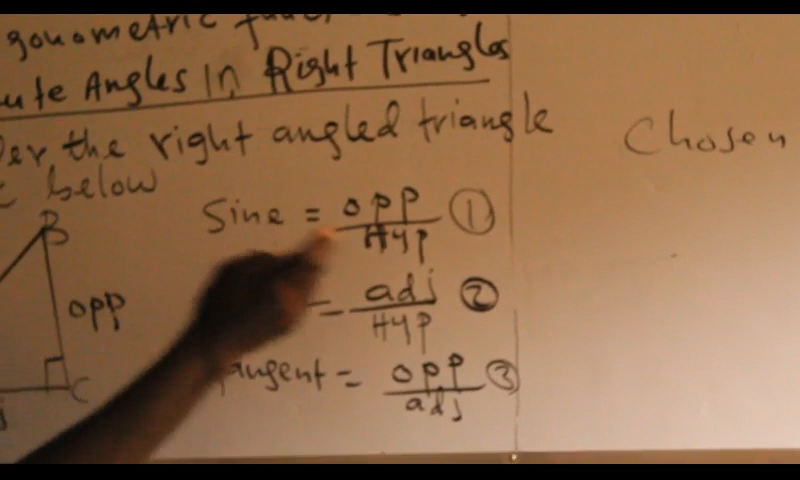 gonometric
ute Angles In Right Triangles
der the right angled triangle
below
Chosen
B
opp
C
Sine = opp / Hyp ①
= adj / Hyp ②
angent = opp / adj ③